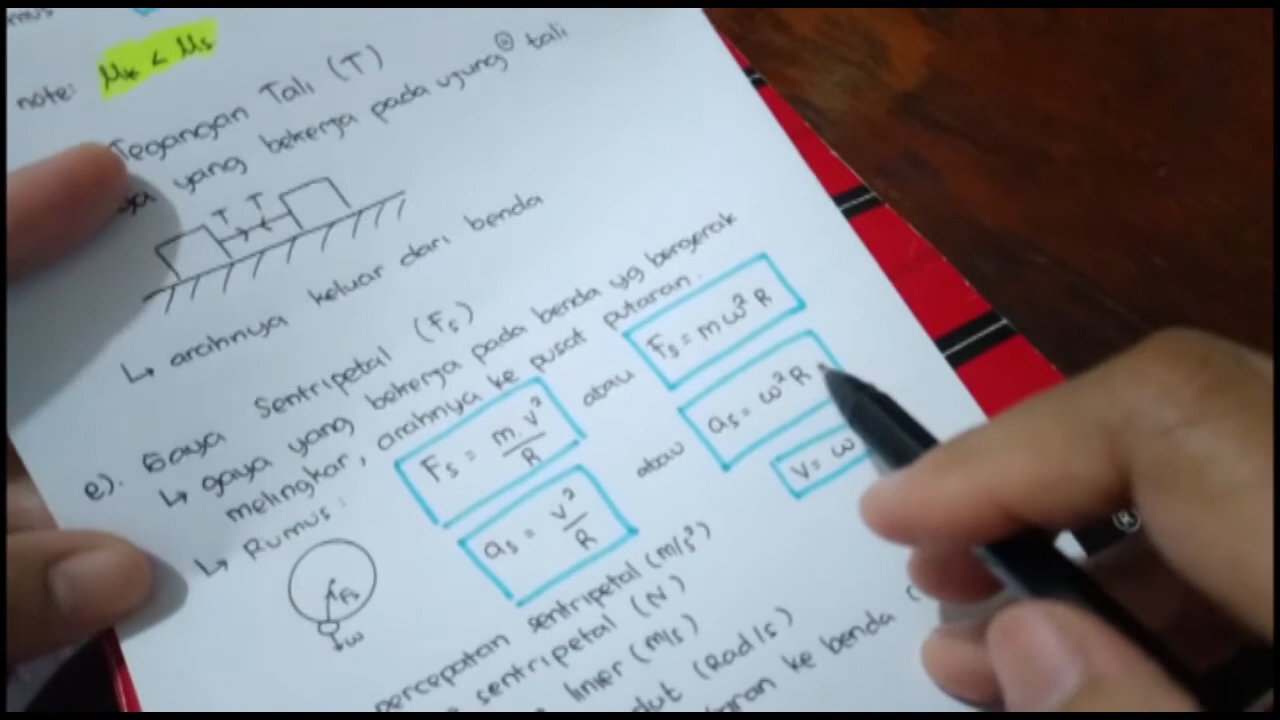 note: μk < μs
Tegangan Tali (T)
yang bekerja pada ujung² tali
T T
↳ arahnya keluar dari benda
e). Gaya Sentripetal (Fs)
↳ gaya yang bekerja pada benda yg bergerak
melingkar, arahnya ke pusat putaran.
↳ Rumus:
Fs = m.v²/R atau Fs = mω²R
as = v²/R atau as = ω²R
v = ω
Fs
ω
percepatan sentripetal (m/s²)
sentripetal (N)
linier (m/s)
(Rad/s)
ke benda (
®